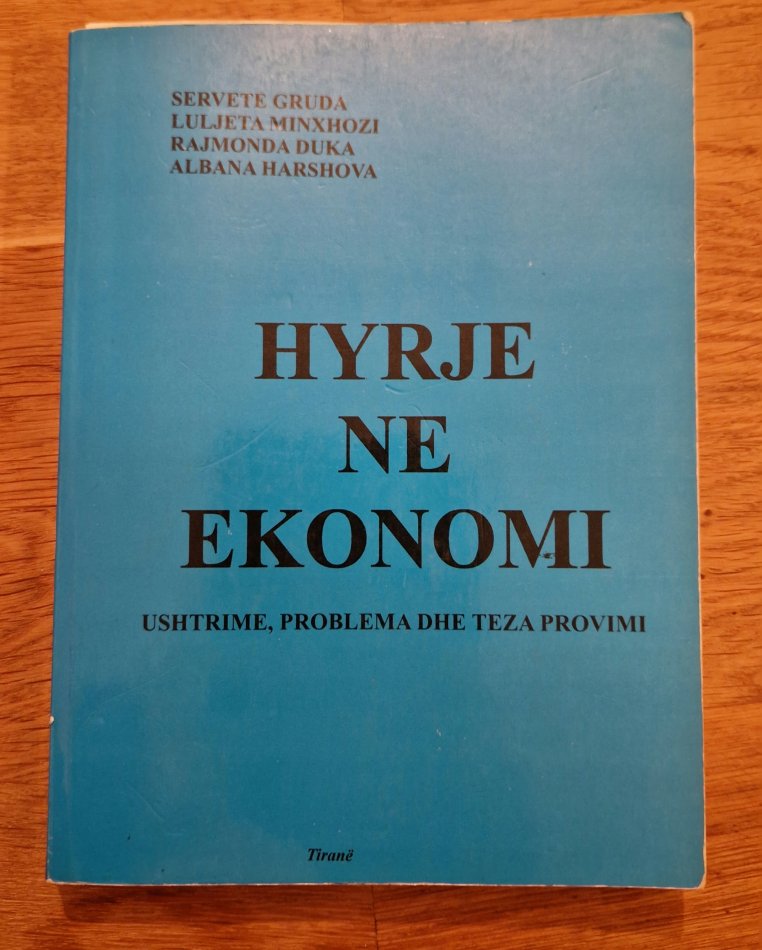 SERVETE GRUDA
LULJETA MINXHOZI
RAJMONDA DUKA
ALBANA HARSHOVA
HYRJE
NE
EKONOMI
USHTRIME, PROBLEMA DHE TEZA PROVIMI
Tiranë